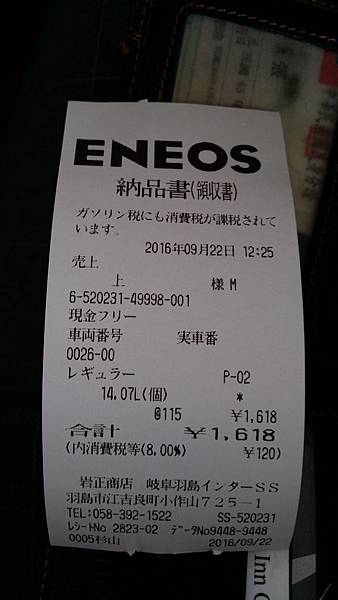 ENEOS
納品書(領収書)
ガソリン税にも消費税が課税されて
います。
2016年09月22日 12:25
売上
上 様 M
6-520231-49998-001
現金フリー
車両番号 実車番
0026-00
レギュラー P-02
14.07L(個) *
@115 ¥1,618
合計 ¥1,618
(内消費税等(8.00%) ¥120)
岩正商店 岐阜羽島インターSS
羽島市江吉良町小作山725-1
TEL:058-392-1522 SS-520231
ﾚｼｰﾄNo 2823-02 ﾃﾞｰﾀNo9448-9448
0005杉山 2016/09/22
Inn